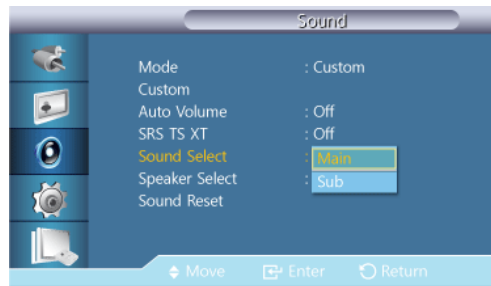 Sound
Mode : Custom
Custom
Auto Volume : Off
SRS TS XT : Off
Sound Select : Main
Speaker Select : Sub
Sound Reset
Move Enter Return